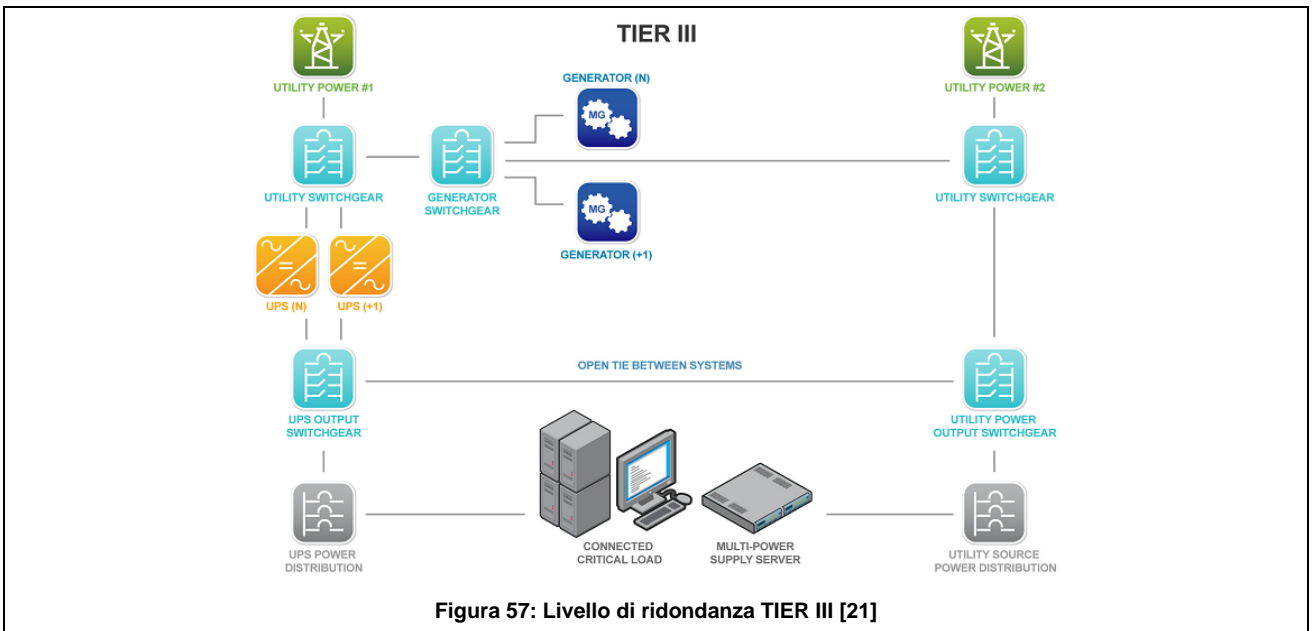 TIER III
UTILITY POWER #1
UTILITY POWER #2
GENERATOR (N)
MG
UTILITY SWITCHGEAR
GENERATOR
SWITCHGEAR
UTILITY SWITCHGEAR
MG
GENERATOR (+1)
UPS (N)
UPS (+1)
OPEN TIE BETWEEN SYSTEMS
UPS OUTPUT
SWITCHGEAR
UTILITY POWER
OUTPUT SWITCHGEAR
UPS POWER
DISTRIBUTION
CONNECTED
CRITICAL LOAD
MULTI-POWER
SUPPLY SERVER
UTILITY SOURCE
POWER DISTRIBUTION
Figura 57: Livello di ridondanza TIER III [21]